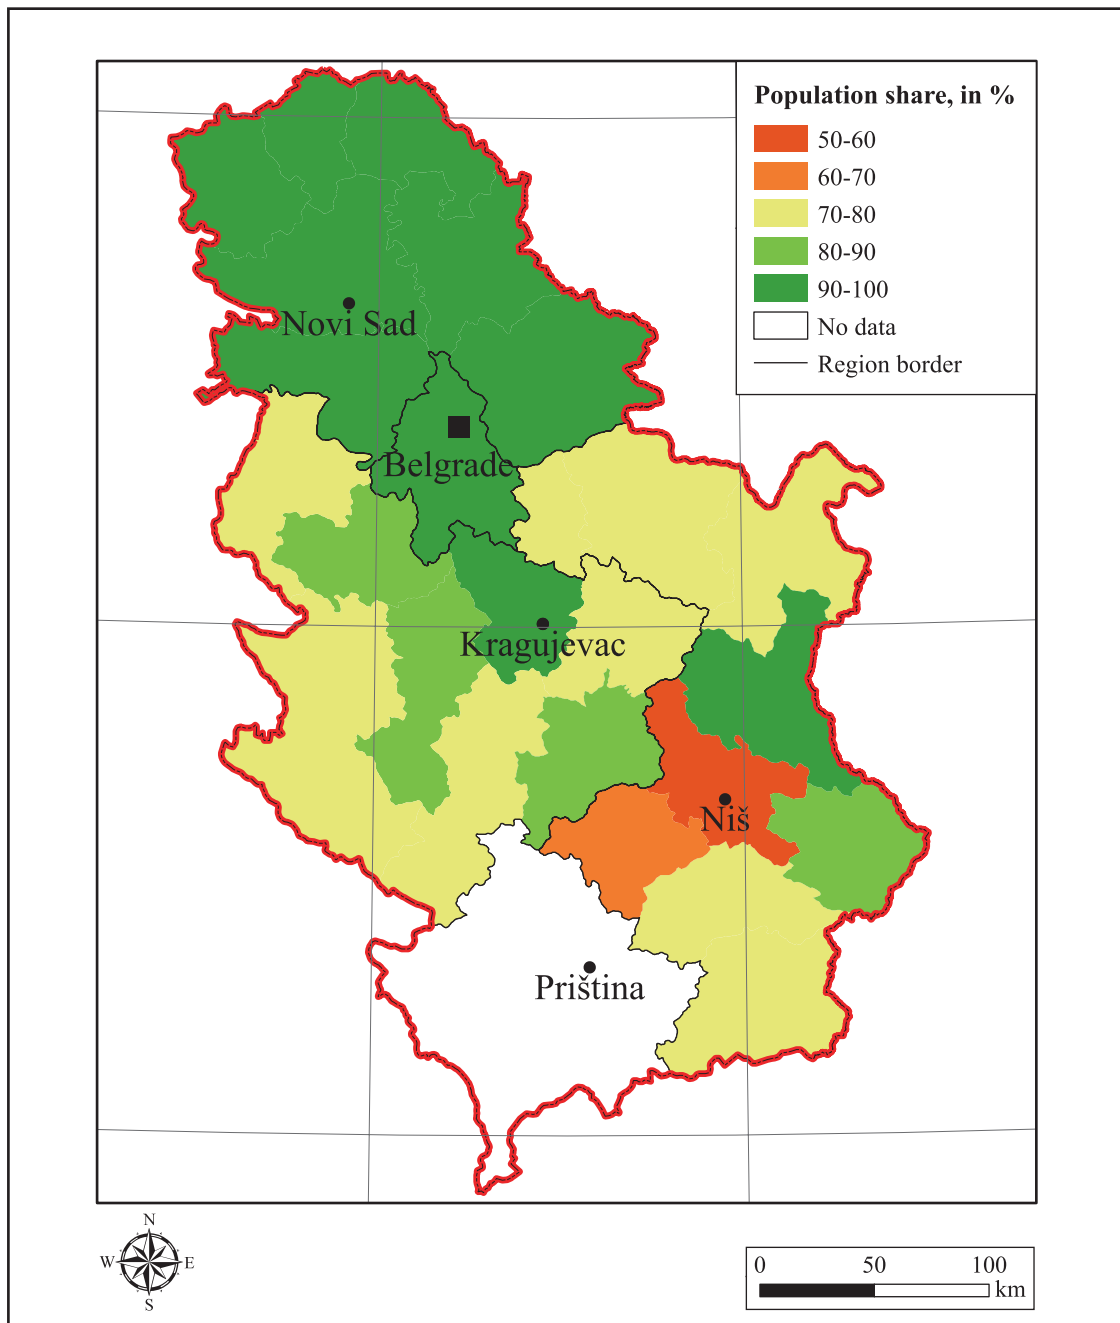 Population share, in %
50-60
60-70
70-80
80-90
90-100
No data
Region border
Novi Sad
Belgrade
Kragujevac
Niš
Priština
N
W E
S
0 50 100
km